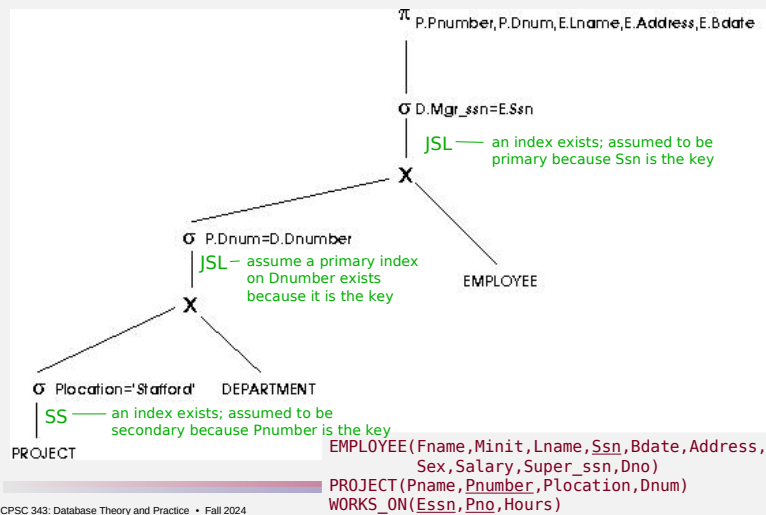 π P.Pnumber,P.Dnum,E.Lname,E.Address,E.Bdate
σ D.Mgr_ssn=E.Ssn
JSL an index exists; assumed to be
primary because Ssn is the key
X
σ P.Dnum=D.Dnumber
JSL assume a primary index
on Dnumber exists
because it is the key
EMPLOYEE
X
σ Plocation='Stafford' DEPARTMENT
SS an index exists; assumed to be
secondary because Pnumber is the key
PROJECT
EMPLOYEE(Fname,Minit,Lname,Ssn,Bdate,Address,
Sex,Salary,Super_ssn,Dno)
PROJECT(Pname,Pnumber,Plocation,Dnum)
WORKS_ON(Essn,Pno,Hours)
CPSC 343: Database Theory and Practice • Fall 2024